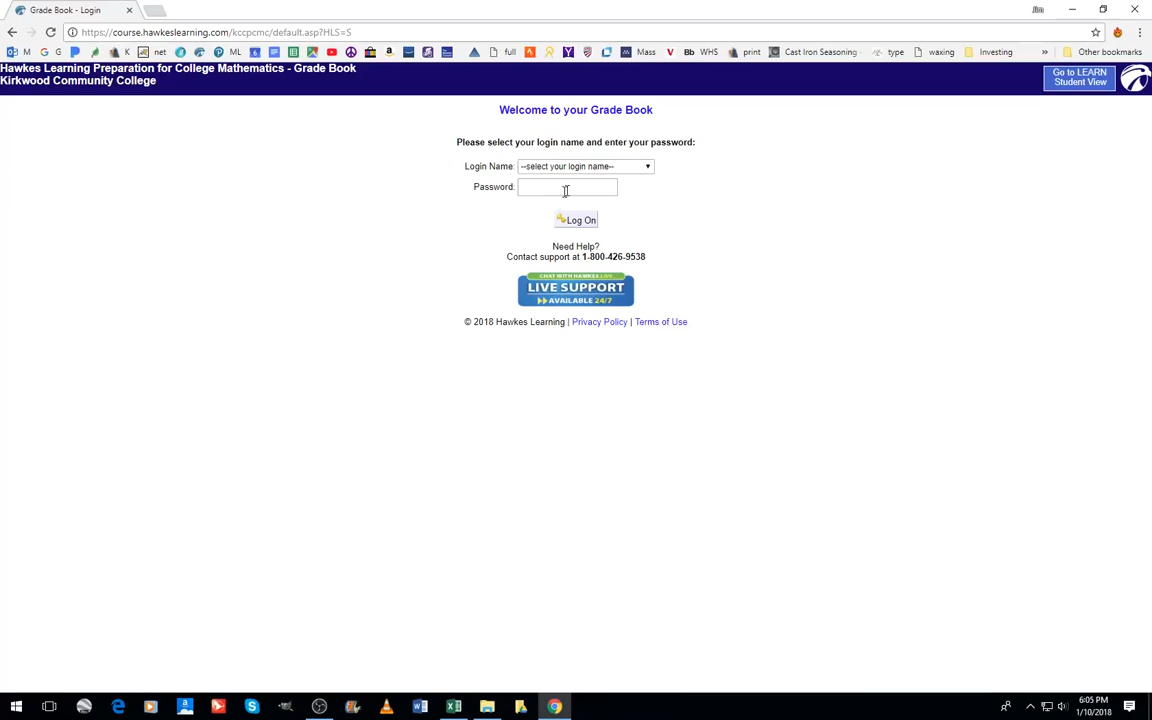 Grade Book - Login
Jim
https://course.hawkeslearning.com/kccpcmc/default.asp?HLS=S
M G P K net ML 6 full Mass V Bb WHS print Cast Iron Seasoning type waxing Investing » Other bookmarks
Hawkes Learning Preparation for College Mathematics - Grade Book
Kirkwood Community College
Go to LEARN
Student View
Welcome to your Grade Book
Please select your login name and enter your password:
Login Name: --select your login name--
Password:
Log On
Need Help?
Contact support at 1-800-426-9538
CHAT WITH HAWKES LIVE
LIVE SUPPORT
AVAILABLE 24/7
© 2018 Hawkes Learning | Privacy Policy | Terms of Use
6:05 PM
1/10/2018